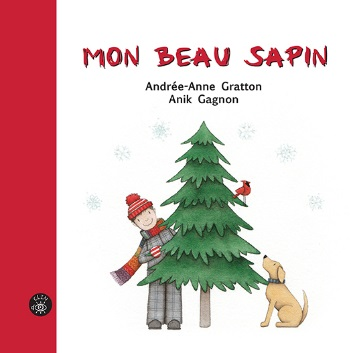 MON BEAU SAPIN
Andrée-Anne Gratton
Anik Gagnon